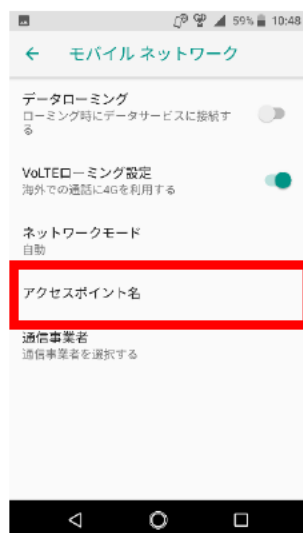 59% 10:48
モバイル ネットワーク
データローミング
ローミング時にデータサービスに接続す
る
VoLTEローミング設定
海外での通話に4Gを利用する
ネットワークモード
自動
アクセスポイント名
通信事業者
通信事業者を選択する